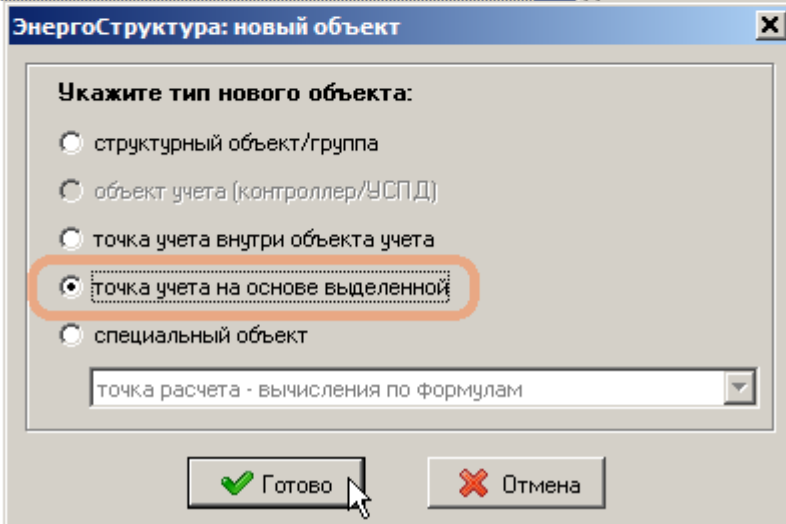 ЭнергоСтруктура: новый объект
Укажите тип нового объекта:
структурный объект/группа
объект учета (контроллер/УСПД)
точка учета внутри объекта учета
точка учета на основе выделенной
специальный объект
точка расчета - вычисления по формулам
Готово
Отмена